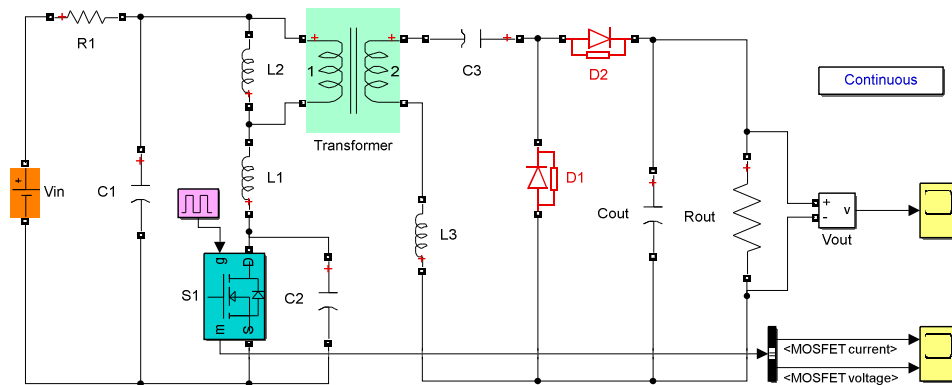 R1
L2
1
2
Transformer
C3
D2
Continuous
Vin
C1
L1
D1
Cout
Rout
+
-
v
Vout
L3
S1
g
D
m
S
C2
<MOSFET current>
<MOSFET voltage>